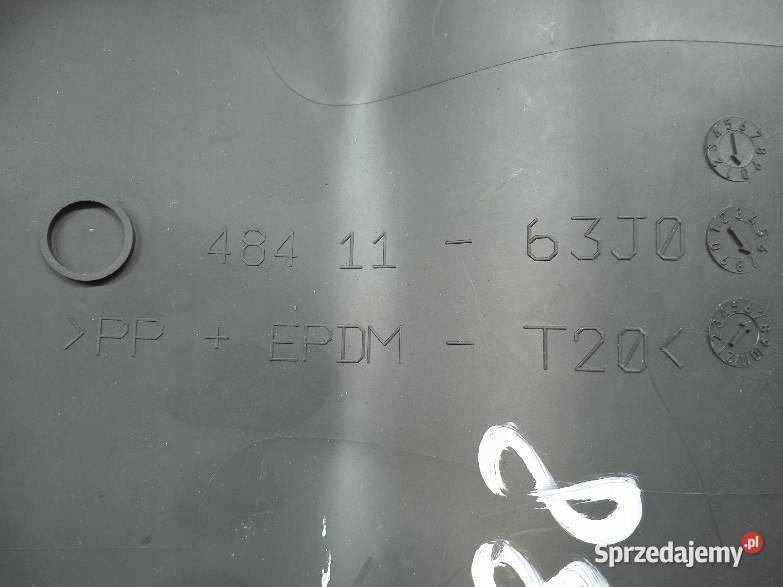 484 11 - 63J0
>PP + EPDM - T20<
Sprzedajemy.pl